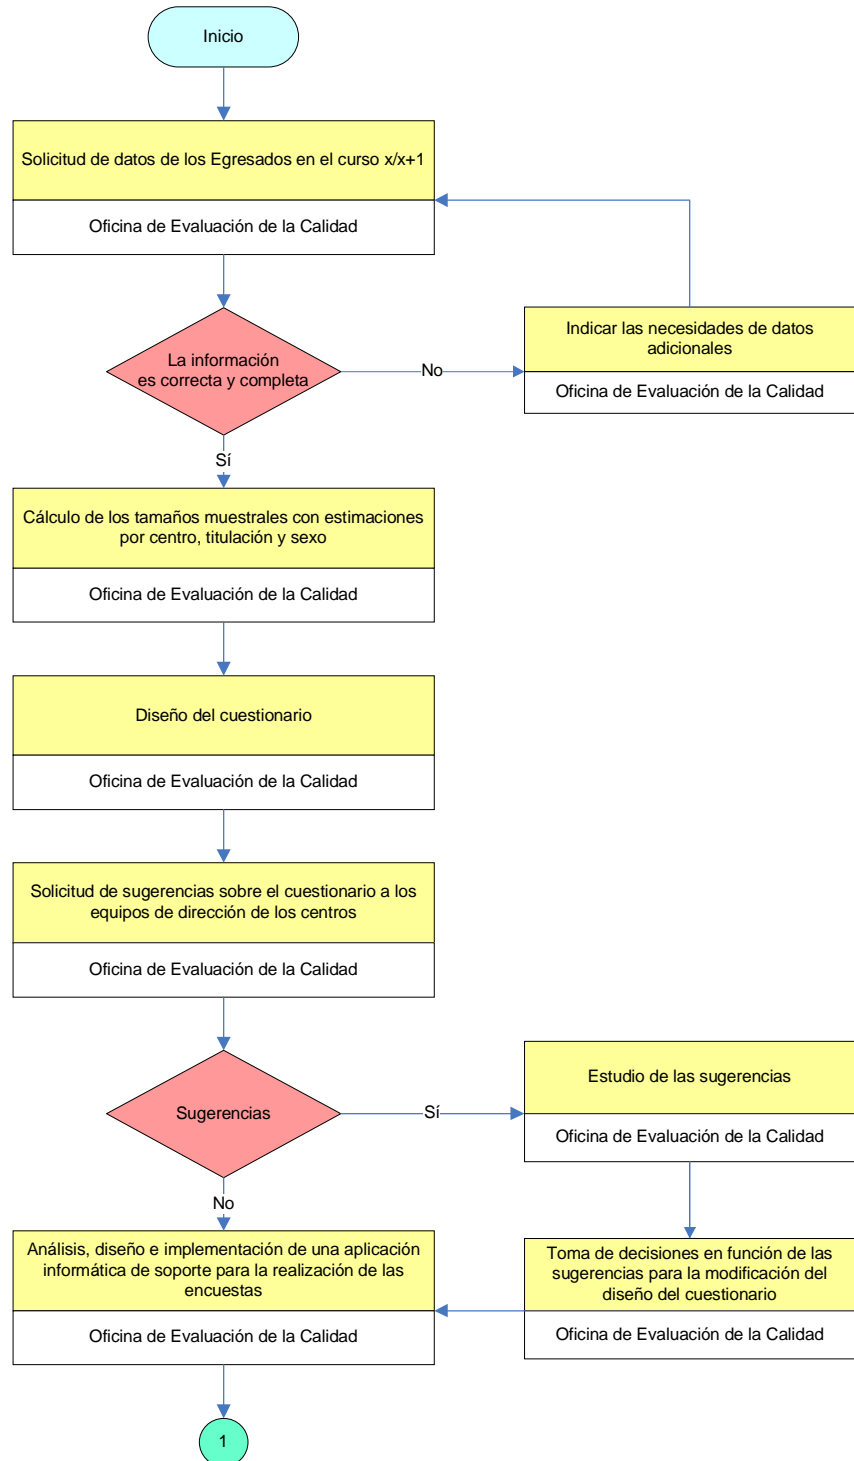 Inicio
Solicitud de datos de los Egresados en el curso x/x+1
Oficina de Evaluación de la Calidad
La información
es correcta y completa
No
Indicar las necesidades de datos
adicionales
Oficina de Evaluación de la Calidad
Sí
Cálculo de los tamaños muestrales con estimaciones
por centro, titulación y sexo
Oficina de Evaluación de la Calidad
Diseño del cuestionario
Oficina de Evaluación de la Calidad
Solicitud de sugerencias sobre el cuestionario a los
equipos de dirección de los centros
Oficina de Evaluación de la Calidad
Sugerencias
Sí
Estudio de las sugerencias
Oficina de Evaluación de la Calidad
No
Análisis, diseño e implementación de una aplicación
informática de soporte para la realización de las
encuestas
Oficina de Evaluación de la Calidad
Toma de decisiones en función de las
sugerencias para la modificación del
diseño del cuestionario
Oficina de Evaluación de la Calidad
1